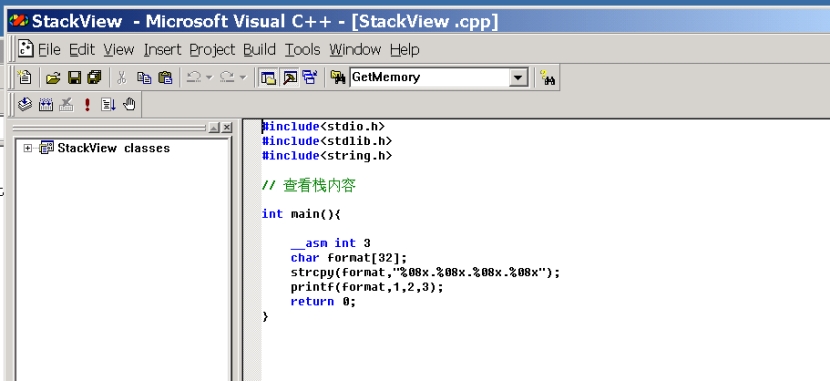 StackView - Microsoft Visual C++ - [StackView .cpp]
File Edit View Insert Project Build Tools Window Help
GetMemory
StackView classes
#include<stdio.h>
#include<stdlib.h>
#include<string.h>
// 查看栈内容
int main(){
__asm int 3
char format[32];
strcpy(format,"%08x.%08x.%08x.%08x");
printf(format,1,2,3);
return 0;
}